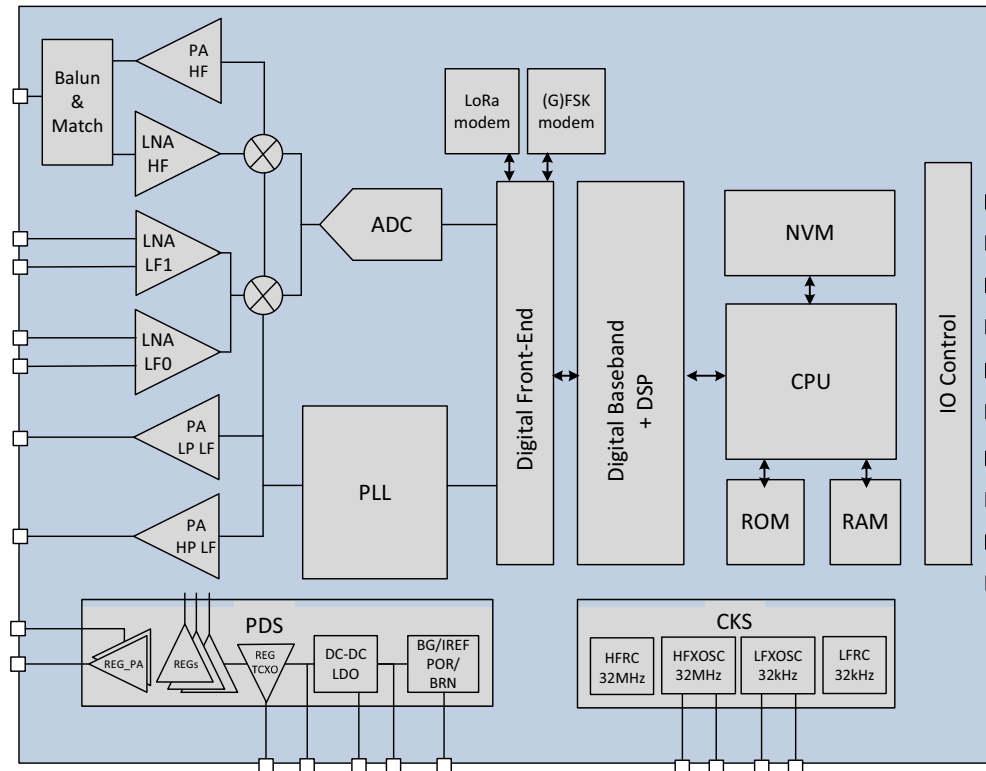 PA
HF
Balun
&
Match
LNA
HF
LoRa
modem
(G)FSK
modem
LNA
LF1
ADC
NVM
LNA
LF0
CPU
Digital Front-End
Digital Baseband
+ DSP
IO Control
PA
LP LF
PLL
ROM
RAM
PA
HP LF
PDS
REG_PA
REGs
REG
TCXO
DC-DC
LDO
BG/IREF
POR/
BRN
CKS
HFRC
32MHz
HFXOSC
32MHz
LFXOSC
32kHz
LFRC
32kHz